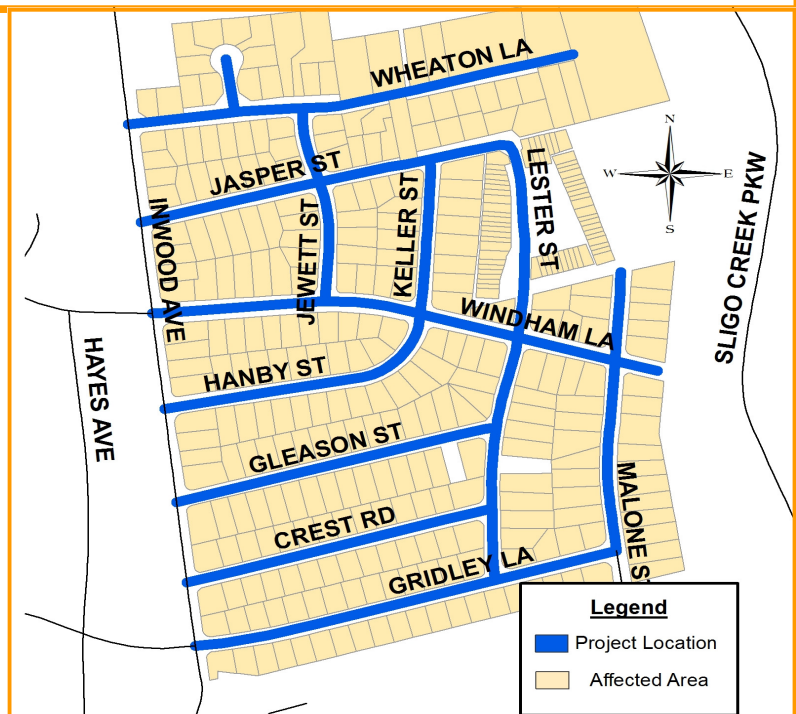 WHEATON LA
N
W
E
S
JASPER ST
LESTER ST
SLIGO CREEK PKW
INWOOD AVE
JEWETT ST
KELLER ST
WINDHAM LA
HAYES AVE
HANBY ST
GLEASON ST
MALONE ST
CREST RD
GRIDLEY LA
Legend
Project Location
Affected Area